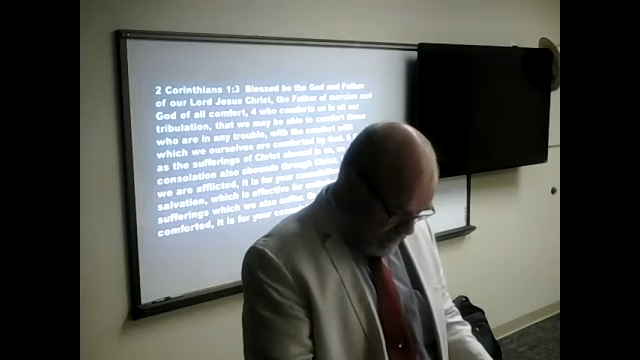 2 Corinthians 1:3 Blessed be the God and Father
of our Lord Jesus Christ, the Father of mercies and
God of all comfort, 4 who comforts us in all our
tribulation, that we may be able to comfort those
who are in any trouble, with the comfort with
which we ourselves are comforted by God. 5
as the sufferings of Christ abound in us, so
consolation also abounds through Christ.
we are afflicted, it is for your consolation
salvation, which is effective for
sufferings which we also suffer.
comforted, it is for your